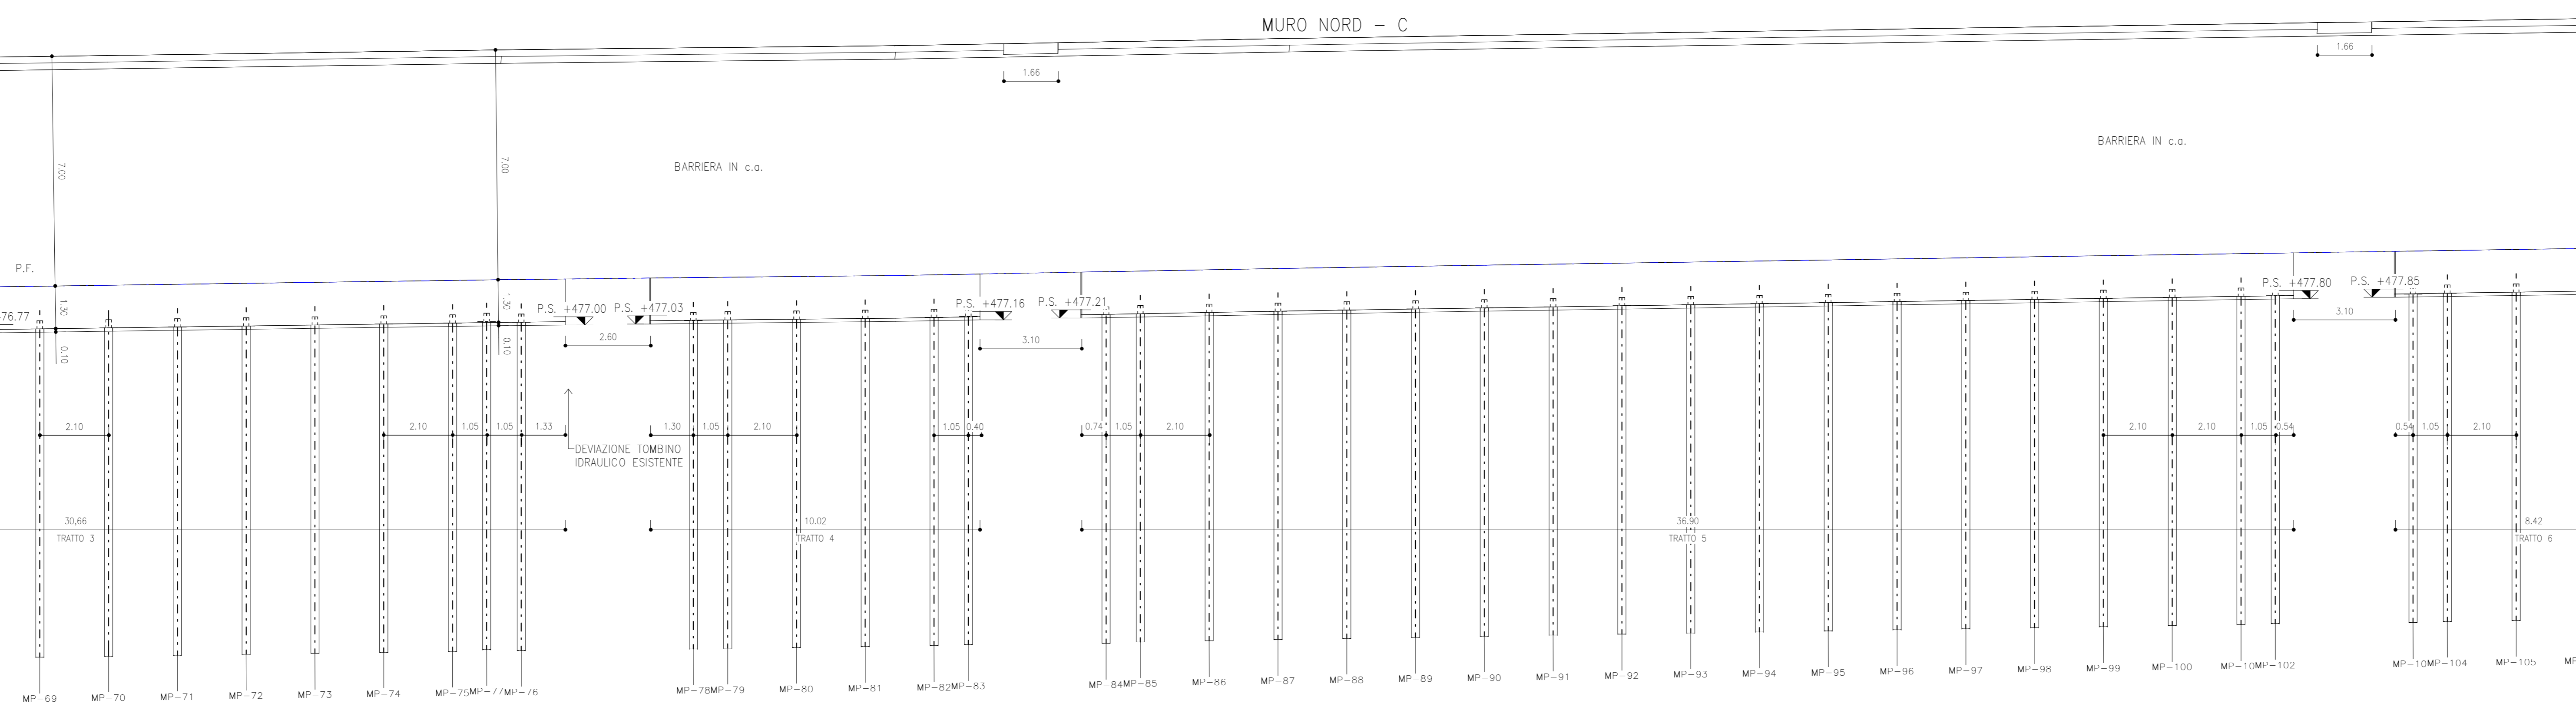 MURO NORD - C
1.66
1.66
7.00
7.00
BARRIERA IN c.a.
BARRIERA IN c.a.
P.F.
1.30
1.30
0.10
0.10
P.S. +477.00
P.S. +477.03
P.S. +477.16
P.S. +477.21
P.S. +477.80
P.S. +477.85
2.60
3.10
3.10
2.10
2.10
1.05
1.05
1.33
1.30
1.05
2.10
1.05
0.40
0.74
1.05
2.10
2.10
2.10
1.05
0.54
0.54
1.05
2.10
DEVIAZIONE TOMBINO
IDRAULICO ESISTENTE
30,66
TRATTO 3
10.02
TRATTO 4
36.90
TRATTO 5
8.42
TRATTO 6
MP-69
MP-70
MP-71
MP-72
MP-73
MP-74
MP-75
MP-77
MP-76
MP-78
MP-79
MP-80
MP-81
MP-82
MP-83
MP-84
MP-85
MP-86
MP-87
MP-88
MP-89
MP-90
MP-91
MP-92
MP-93
MP-94
MP-95
MP-96
MP-97
MP-98
MP-99
MP-100
MP-10
MP-102
MP-10
MP-104
MP-105